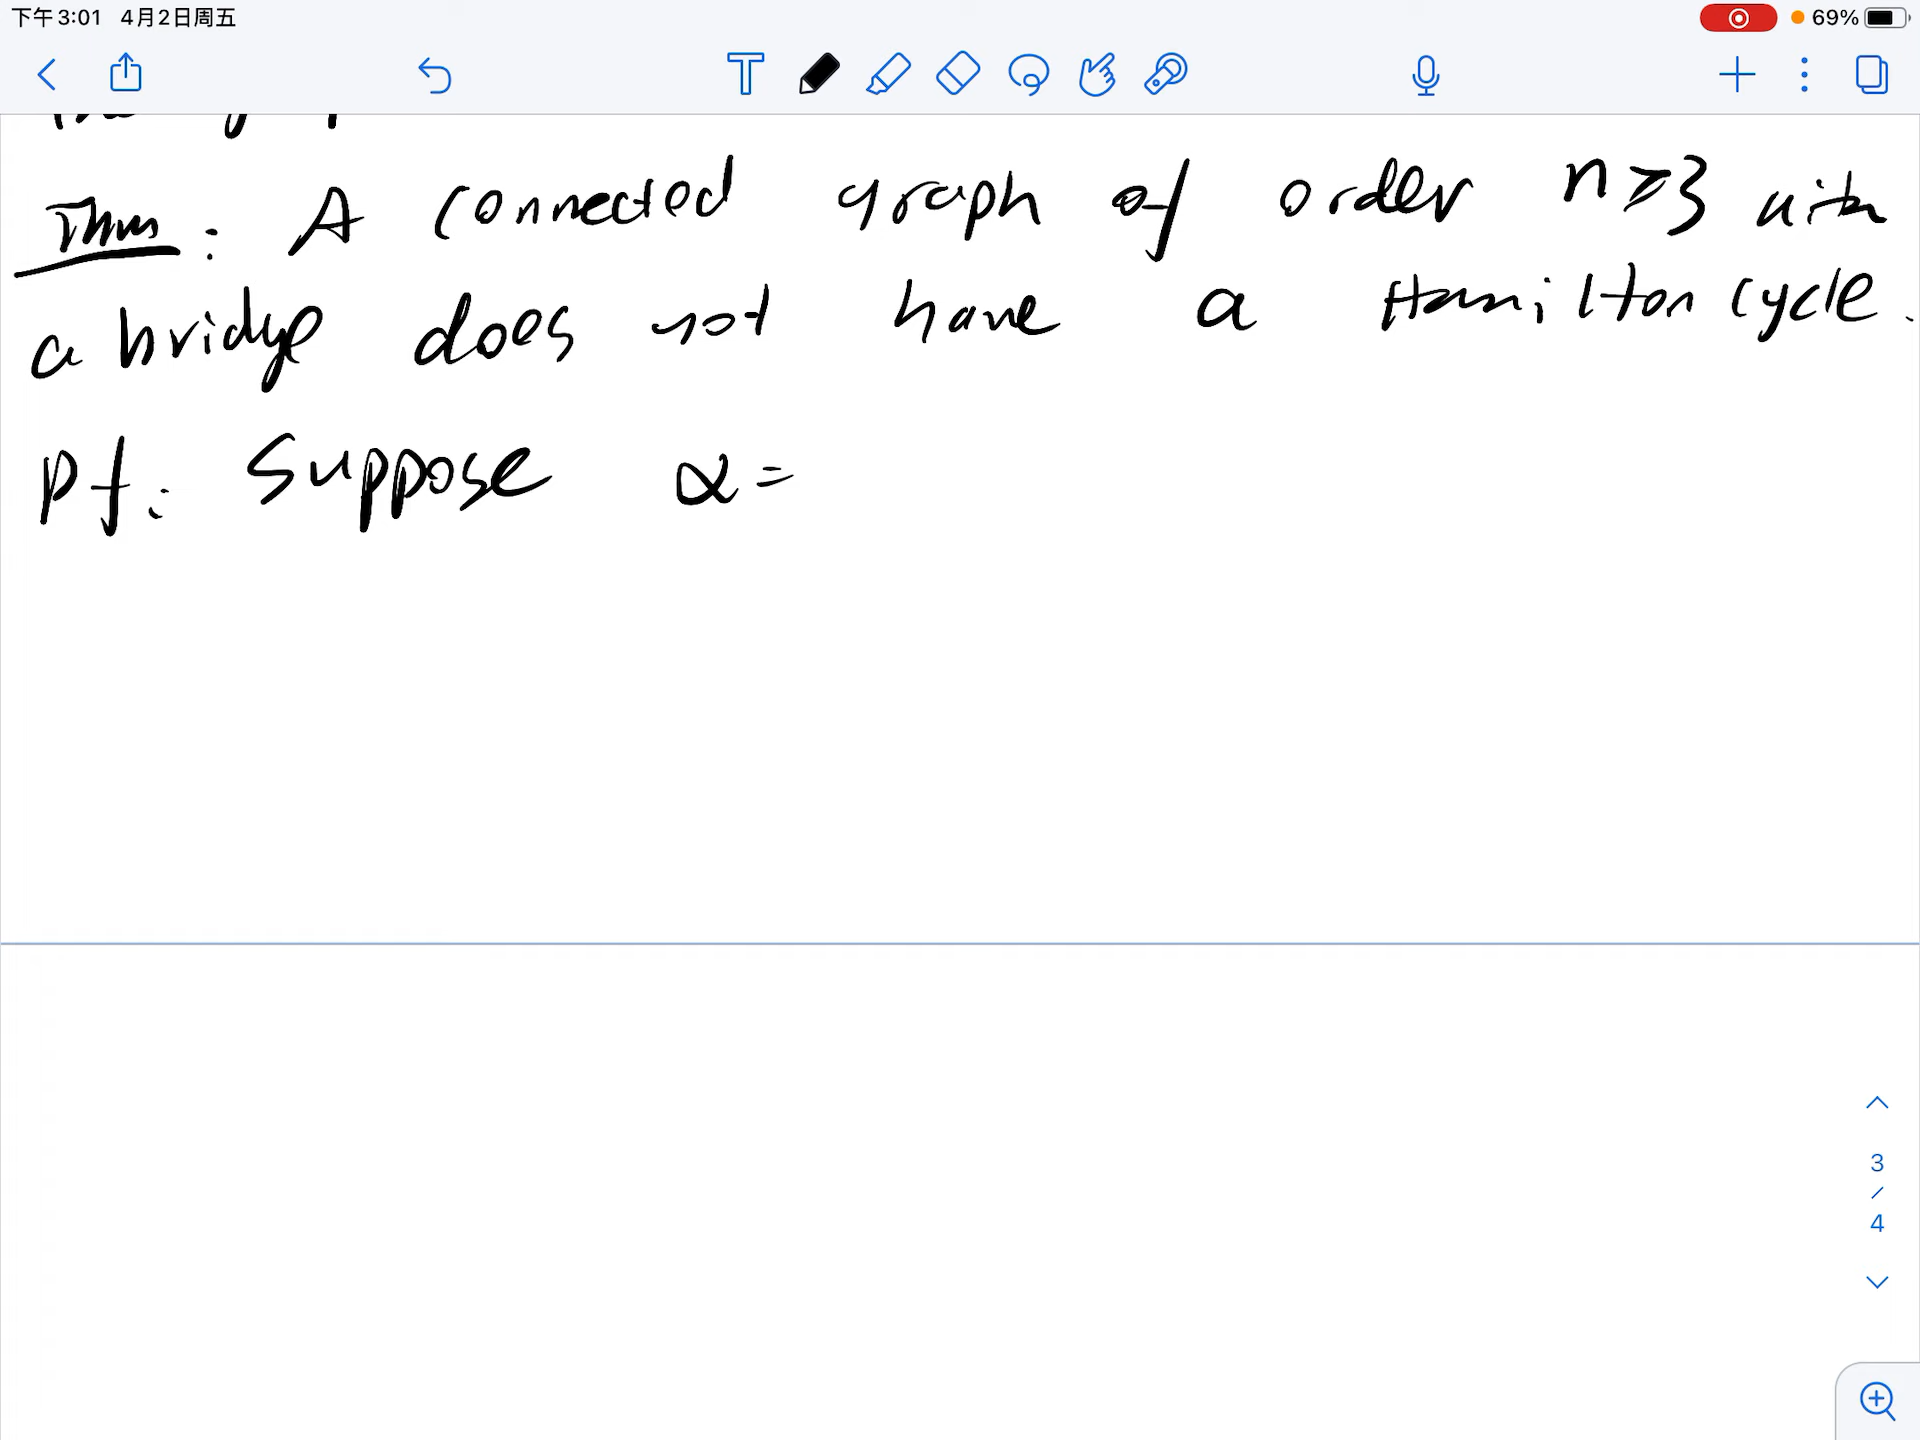 下午3:01 4月2日周五
69%
Thm: A connected graph of order n≥3 with
a bridge does not have a Hamilton cycle.
Pf: Suppose α=
3
/
4